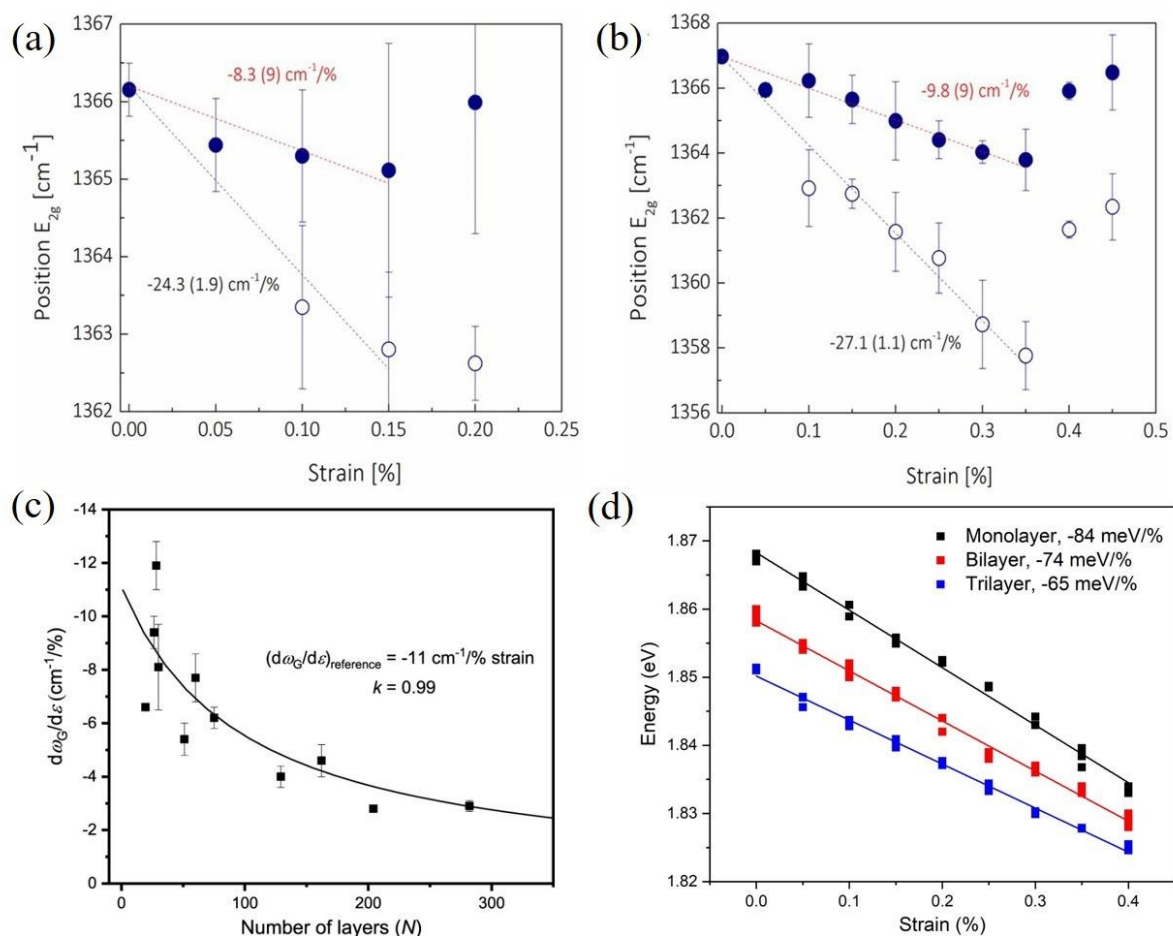 (a)
1367
1366
1365
1364
1363
1362
Position E2g [cm-1]
-8.3 (9) cm-1/%
-24.3 (1.9) cm-1/%
0.00 0.05 0.10 0.15 0.20 0.25
Strain [%]
(b)
1368
1366
1364
1362
1360
1358
1356
Position E2g [cm-1]
-9.8 (9) cm-1/%
-27.1 (1.1) cm-1/%
0.0 0.1 0.2 0.3 0.4 0.5
Strain [%]
(c)
-14
-12
-10
-8
-6
-4
-2
0
dωG/dε (cm-1/%)
(dωG/dε)reference = -11 cm-1/% strain
k = 0.99
0 100 200 300
Number of layers (N)
(d)
1.87
1.86
1.85
1.84
1.83
1.82
Energy (eV)
Monolayer, -84 meV/%
Bilayer, -74 meV/%
Trilayer, -65 meV/%
0.0 0.1 0.2 0.3 0.4
Strain (%)